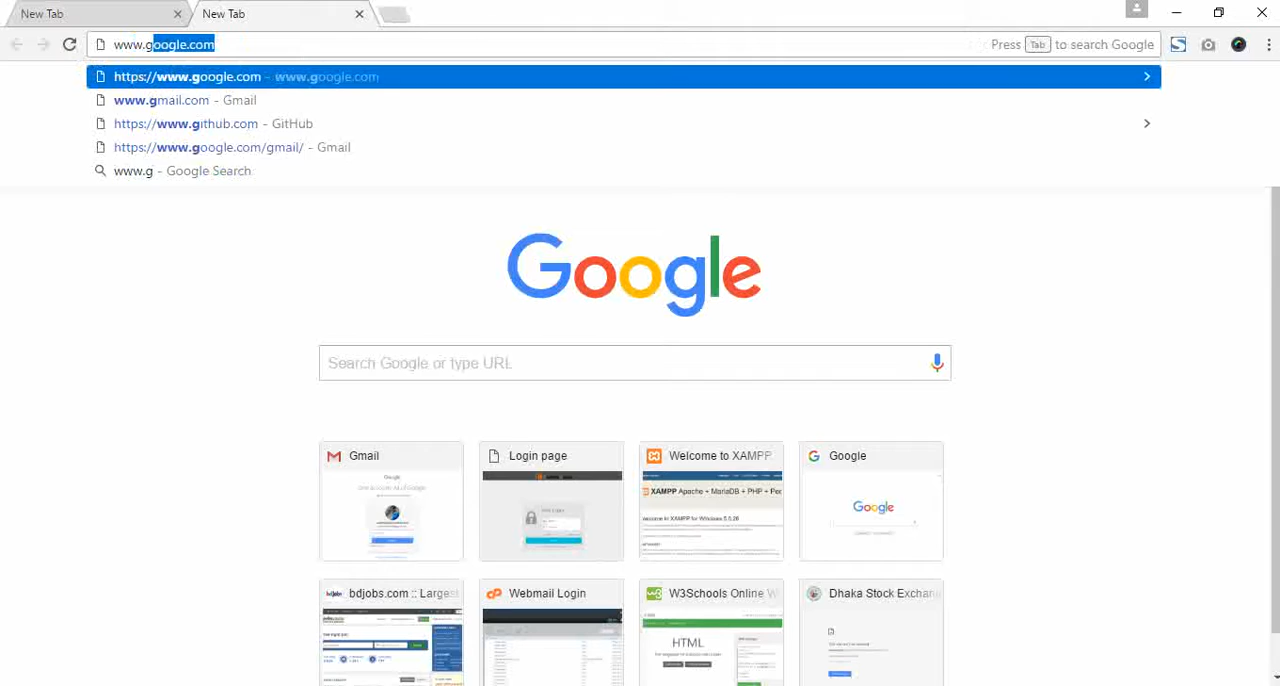 New Tab
New Tab
www.google.com
Press Tab to search Google
https://www.google.com - www.google.com
www.gmail.com - Gmail
https://www.github.com - GitHub
https://www.google.com/gmail/ - Gmail
www.g - Google Search
Google
Search Google or type URL
Gmail
Login page
Welcome to XAMPP
Google
Google
XAMPP Apache + MariaDB + PHP + Per
Google
bdjobs.com :: Larges
Webmail Login
W3Schools Online W
Dhaka Stock Exchan
HTML